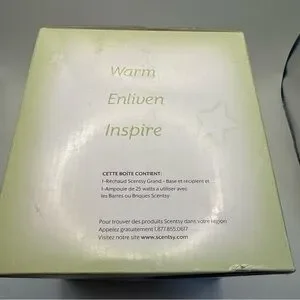 Warm
Enliven
Inspire
CETTE BOÎTE CONTIENT:
1-Réchaud Scentsy Grand - Base et récipient et
1-Ampoule de 25 watts a utiliser avec
les Barres ou Briques Scentsy
Pour trouver des produits Scentsy dans votre région
Appelez gratuitement 1.877.855.0617
Visitez notre site www.scentsy.com